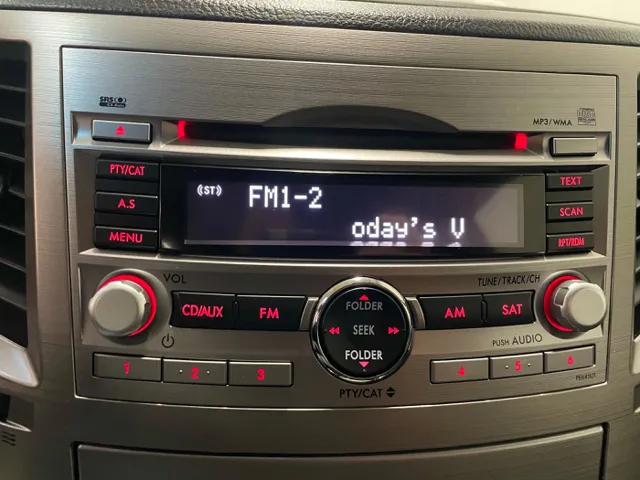 SRS(●)
MP3/WMA
PTY/CAT
A.S
MENU
((ST))
FM1-2
oday's V
TEXT
SCAN
RPT/RDM
VOL
TUNE/TRACK/CH
CD/AUX
FM
FOLDER
SEEK
FOLDER
AM
SAT
PUSH AUDIO
1
2
3
4
5
6
PTY/CAT